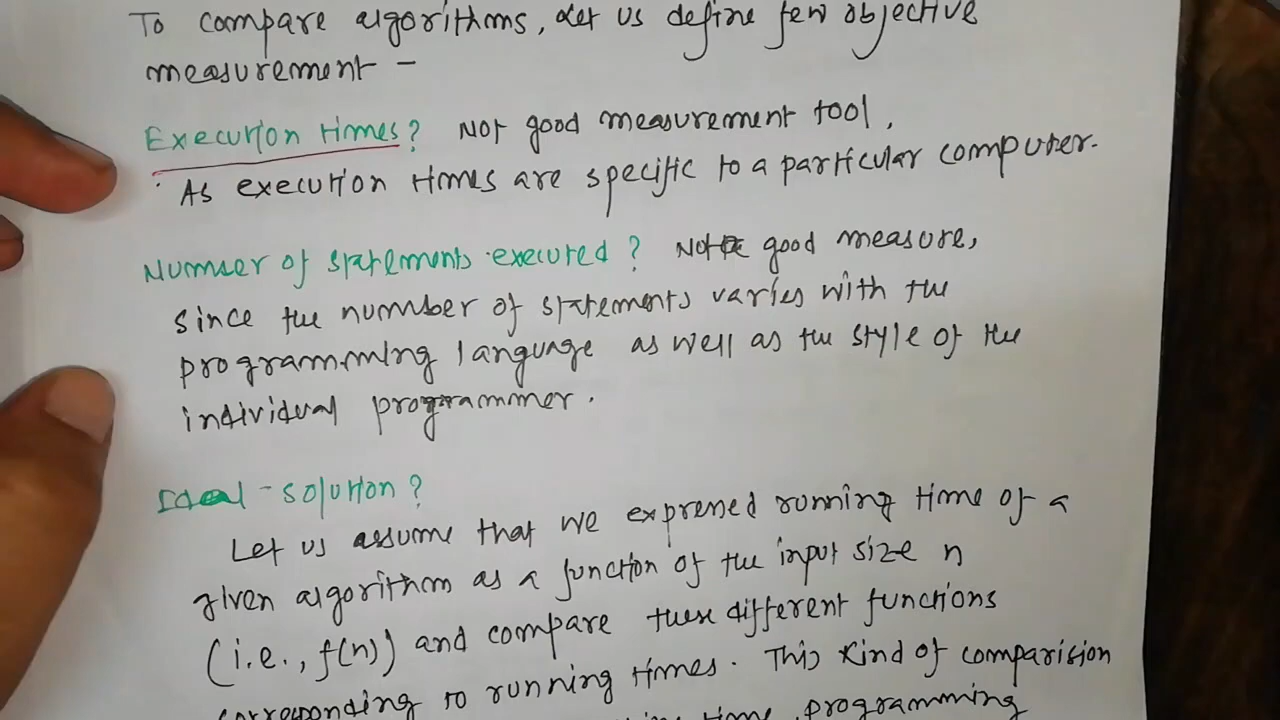 To compare algorithms, let us define few objective
measurement -
Execution times? Not good measurement tool,
As execution times are specific to a particular computer.
Number of statements executed? Not good measure,
since the number of statements varies with the
programming language as well as the style of the
individual programmer.
Ideal - solution?
Let us assume that we expressed running time of a
given algorithm as a function of the input size n
(i.e., f(n)) and compare these different functions
corresponding to running times. This kind of comparision
time, programming